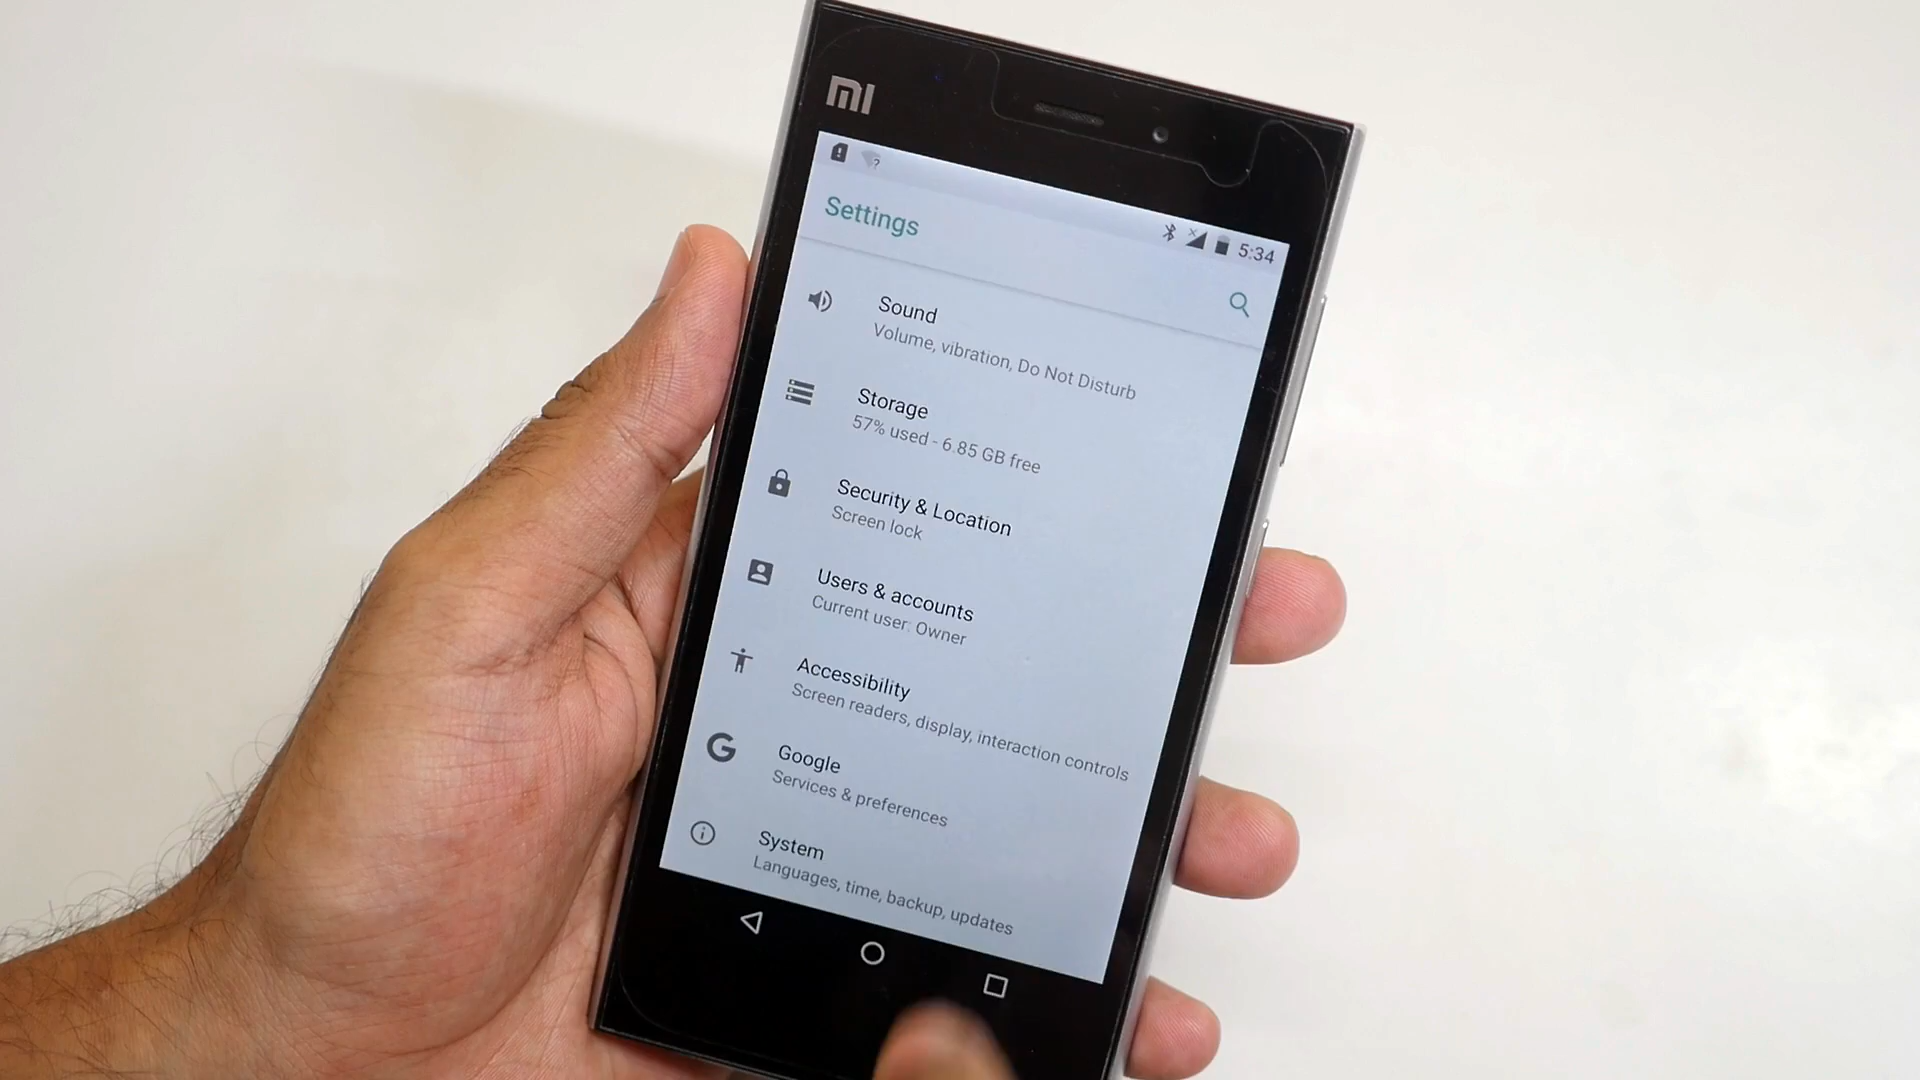 MI
5:34
Settings
Sound
Volume, vibration, Do Not Disturb
Storage
57% used - 6.85 GB free
Security & Location
Screen lock
Users & accounts
Current user: Owner
Accessibility
Screen readers, display, interaction controls
Google
Services & preferences
System
Languages, time, backup, updates